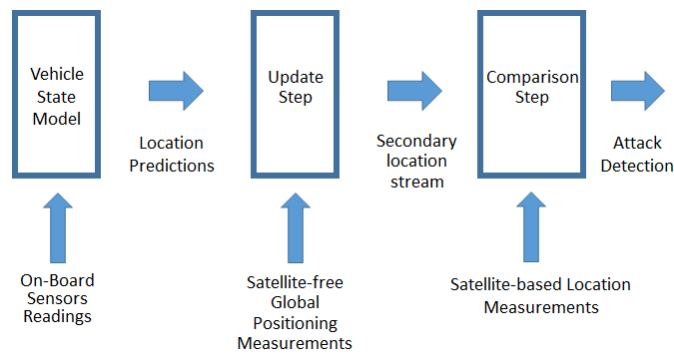 Vehicle
State
Model
Location
Predictions
Update
Step
Secondary
location
stream
Comparison
Step
Attack
Detection
On-Board
Sensors
Readings
Satellite-free
Global
Positioning
Measurements
Satellite-based Location
Measurements